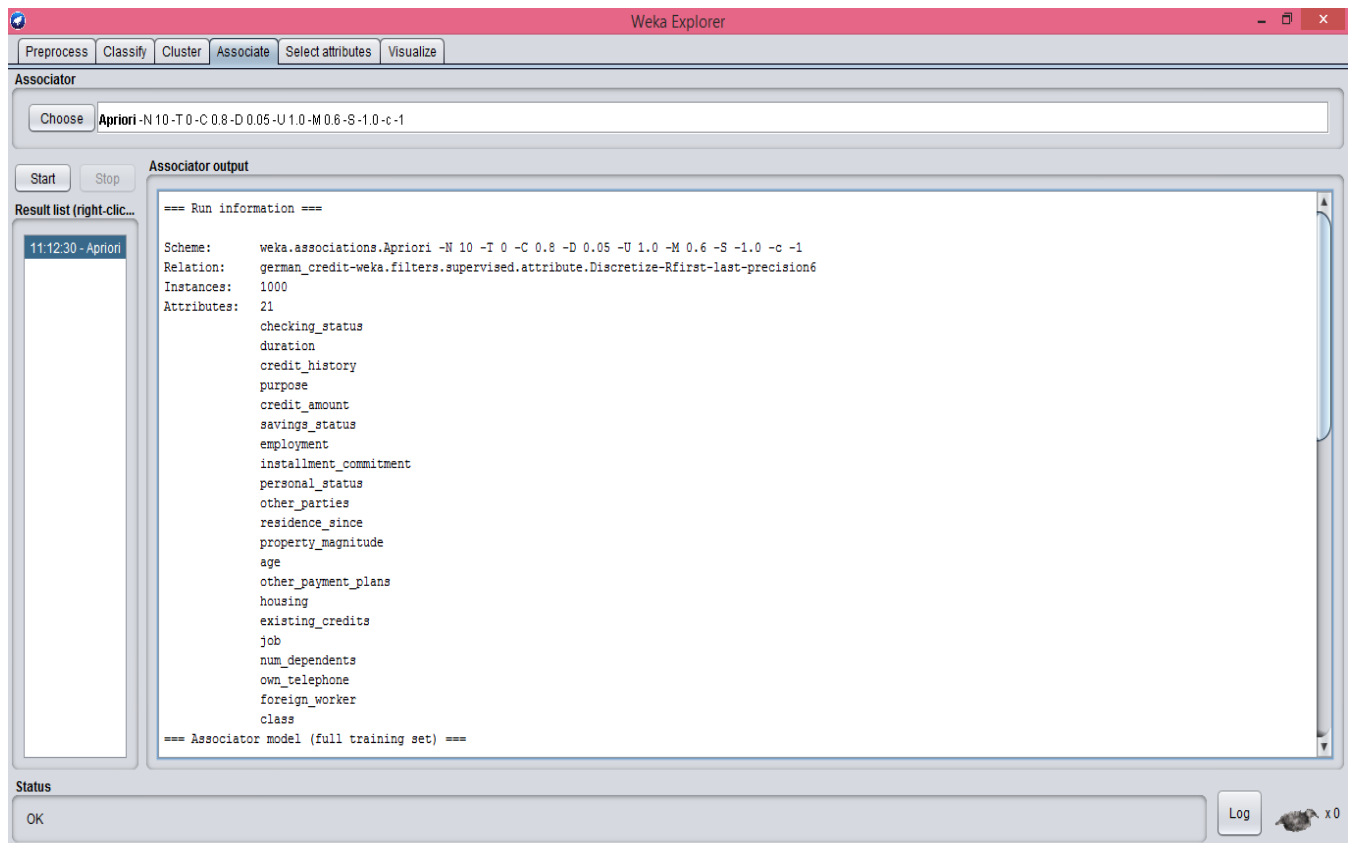 Weka Explorer
Preprocess Classify Cluster Associate Select attributes Visualize
Associator
Choose Apriori -N 10 -T 0 -C 0.8 -D 0.05 -U 1.0 -M 0.6 -S -1.0 -c -1
Start Stop
Associator output
Result list (right-clic...
11:12:30 - Apriori
=== Run information ===
Scheme: weka.associations.Apriori -N 10 -T 0 -C 0.8 -D 0.05 -U 1.0 -M 0.6 -S -1.0 -c -1
Relation: german_credit-weka.filters.supervised.attribute.Discretize-Rfirst-last-precision6
Instances: 1000
Attributes: 21
checking_status
duration
credit_history
purpose
credit_amount
savings_status
employment
installment_commitment
personal_status
other_parties
residence_since
property_magnitude
age
other_payment_plans
housing
existing_credits
job
num_dependents
own_telephone
foreign_worker
class
=== Associator model (full training set) ===
Status
OK
Log
x 0